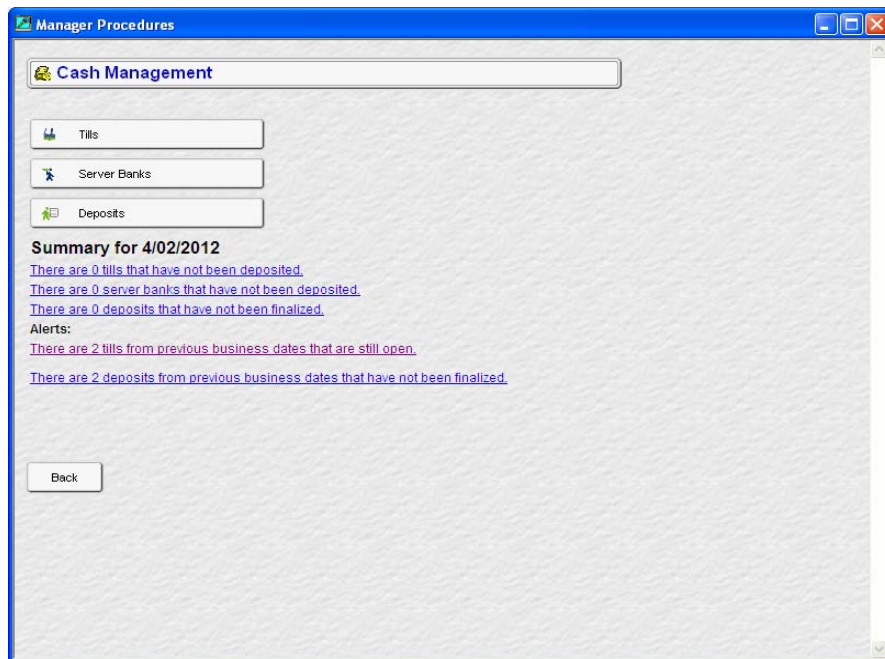 Manager Procedures
Cash Management
Tills
Server Banks
Deposits
Summary for 4/02/2012
There are 0 tills that have not been deposited.
There are 0 server banks that have not been deposited.
There are 0 deposits that have not been finalized.
Alerts:
There are 2 tills from previous business dates that are still open.
There are 2 deposits from previous business dates that have not been finalized.
Back